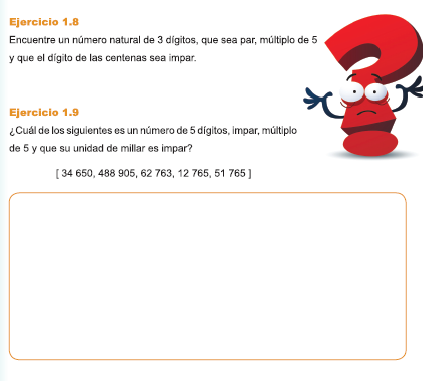 Ejercicio 1.8
Encuentre un número natural de 3 dígitos, que sea par, múltiplo de 5
y que el dígito de las centenas sea impar.
Ejercicio 1.9
¿Cuál de los siguientes es un número de 5 dígitos, impar, múltiplo
de 5 y que su unidad de millar es impar?
[ 34 650, 488 905, 62 763, 12 765, 51 765 ]